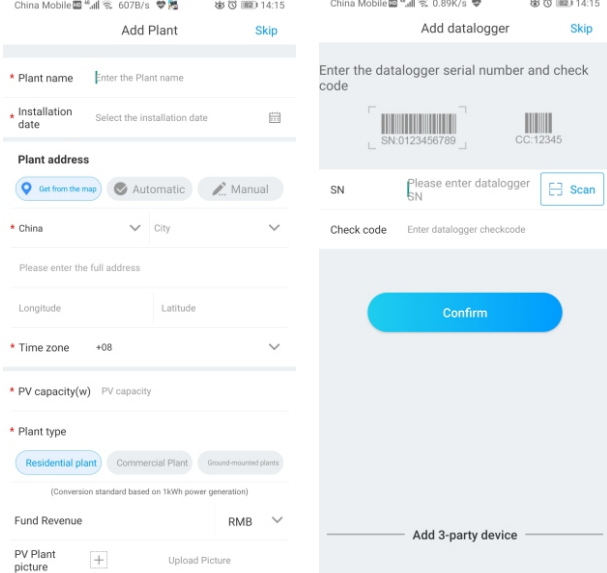 China Mobile 607B/s 14:15
Add Plant Skip
* Plant name Enter the Plant name
* Installation
date
Select the installation date
Plant address
Get from the map Automatic Manual
* China City
Please enter the full address
Longitude Latitude
* Time zone +08
* PV capacity(w) PV capacity
* Plant type
Residential plant Commercial Plant Ground-mounted plants
(Conversion standard based on 1kWh power generation)
Fund Revenue RMB
PV Plant
picture
Upload Picture
China Mobile 0.89K/s 14:15
Add datalogger Skip
Enter the datalogger serial number and check
code
SN:0123456789 CC:12345
SN
Please enter datalogger
SN
Scan
Check code Enter datalogger checkcode
Confirm
Add 3-party device